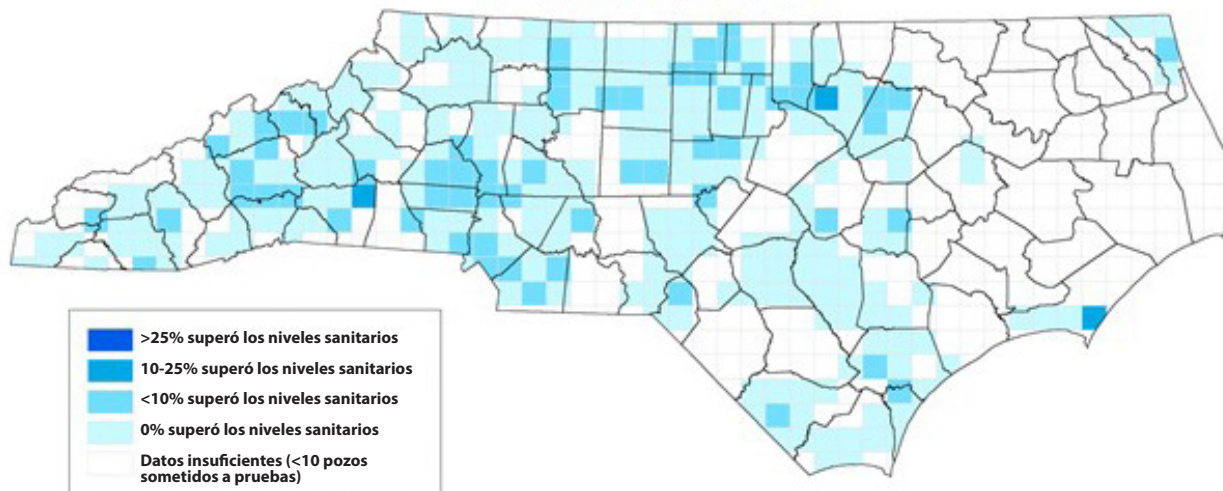 >25% superó los niveles sanitarios
10-25% superó los niveles sanitarios
<10% superó los niveles sanitarios
0% superó los niveles sanitarios
Datos insuficientes (<10 pozos
sometidos a pruebas)